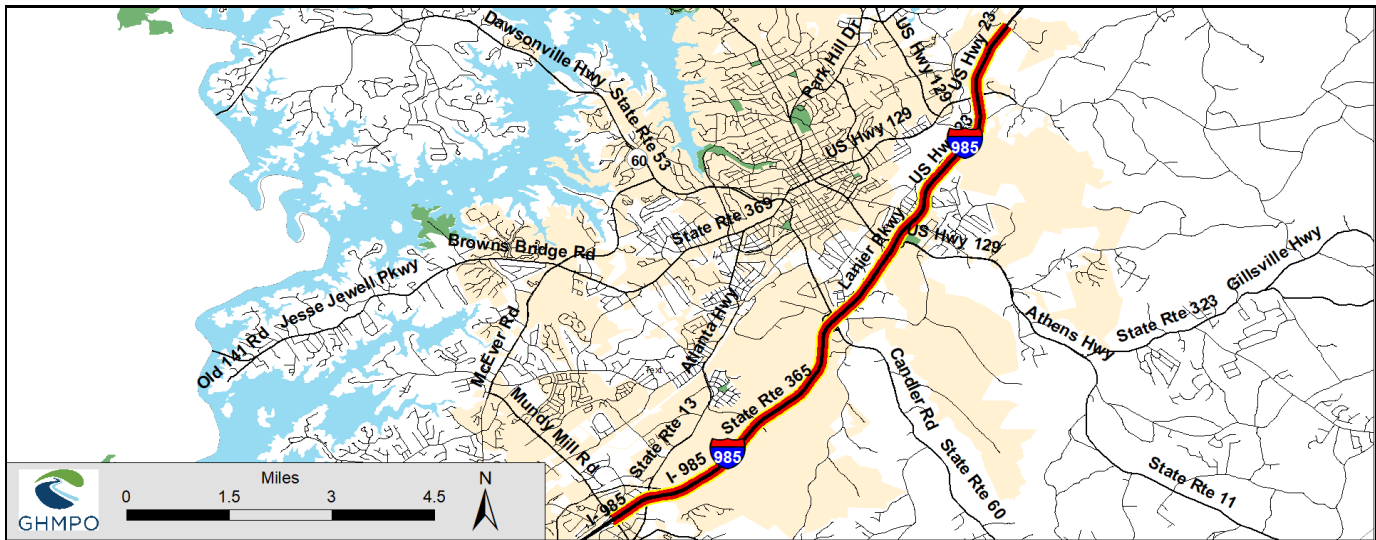 Dawsonville Hwy
State Rte 53
Park Hill Dr
US Hwy 129
US Hwy 23
US Hwy 129
US Hwy 23
985
60
State Rte 369
Browns Bridge Rd
Lanier Pkwy
US Hwy 129
Gillsville Hwy
State Rte 323
Athens Hwy
Jesse Jewell Pkwy
Old 141 Rd
McEver Rd
Atlanta Hwy
Text
State Rte 365
Candler Rd
Mundy Mill Rd
State Rte 13
985
I- 985
I- 985
State Rte 60
State Rte 11
GHMPO
Miles
0 1.5 3 4.5
N